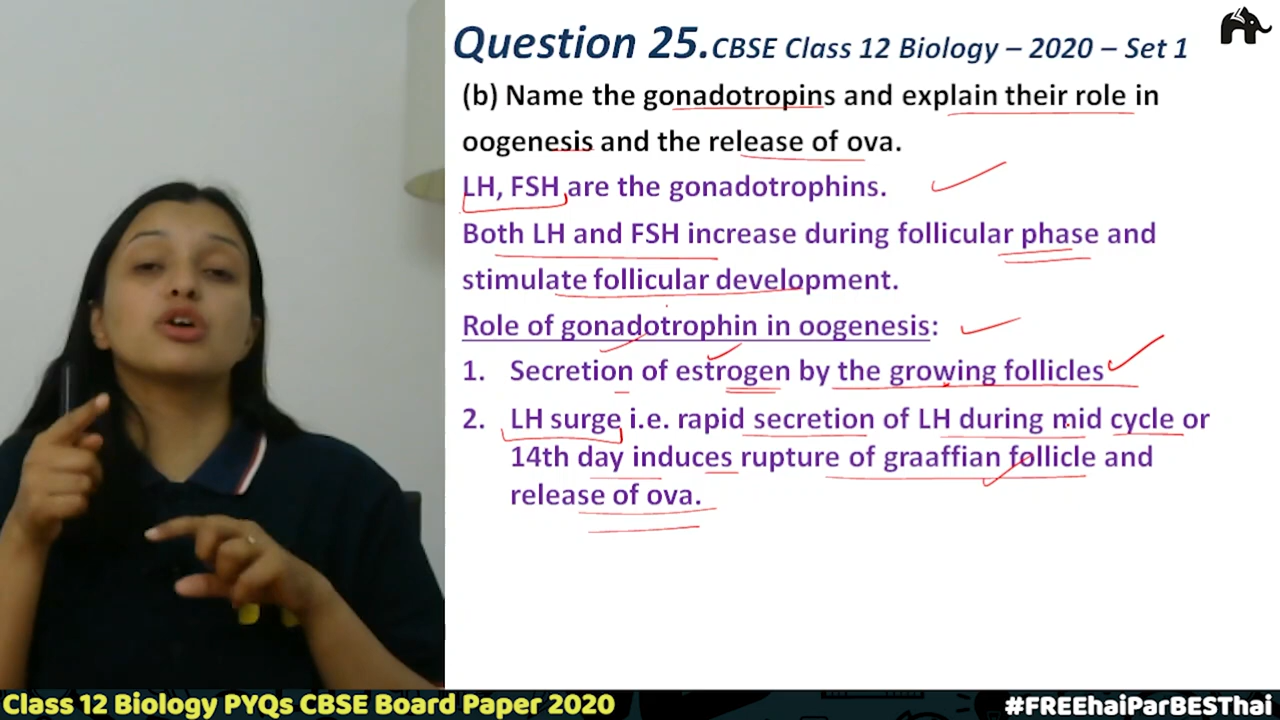 Question 25. CBSE Class 12 Biology – 2020 – Set 1
(b) Name the gonadotropins and explain their role in
oogenesis and the release of ova.
LH, FSH are the gonadotrophins.
Both LH and FSH increase during follicular phase and
stimulate follicular development.
Role of gonadotrophin in oogenesis:
1. Secretion of estrogen by the growing follicles
2. LH surge i.e. rapid secretion of LH during mid cycle or
14th day induces rupture of graaffian follicle and
release of ova.
Class 12 Biology PYQs CBSE Board Paper 2020
#FREEhaiParBESThai